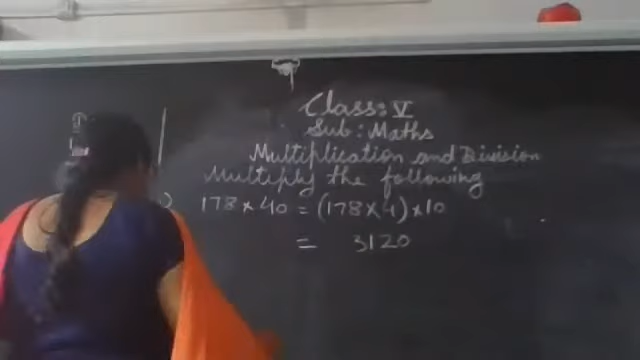 Class: V
Sub: Maths
Multiplication and Division
Multiply the following
) 178 × 40 = (178 × 4) × 10
= 3120